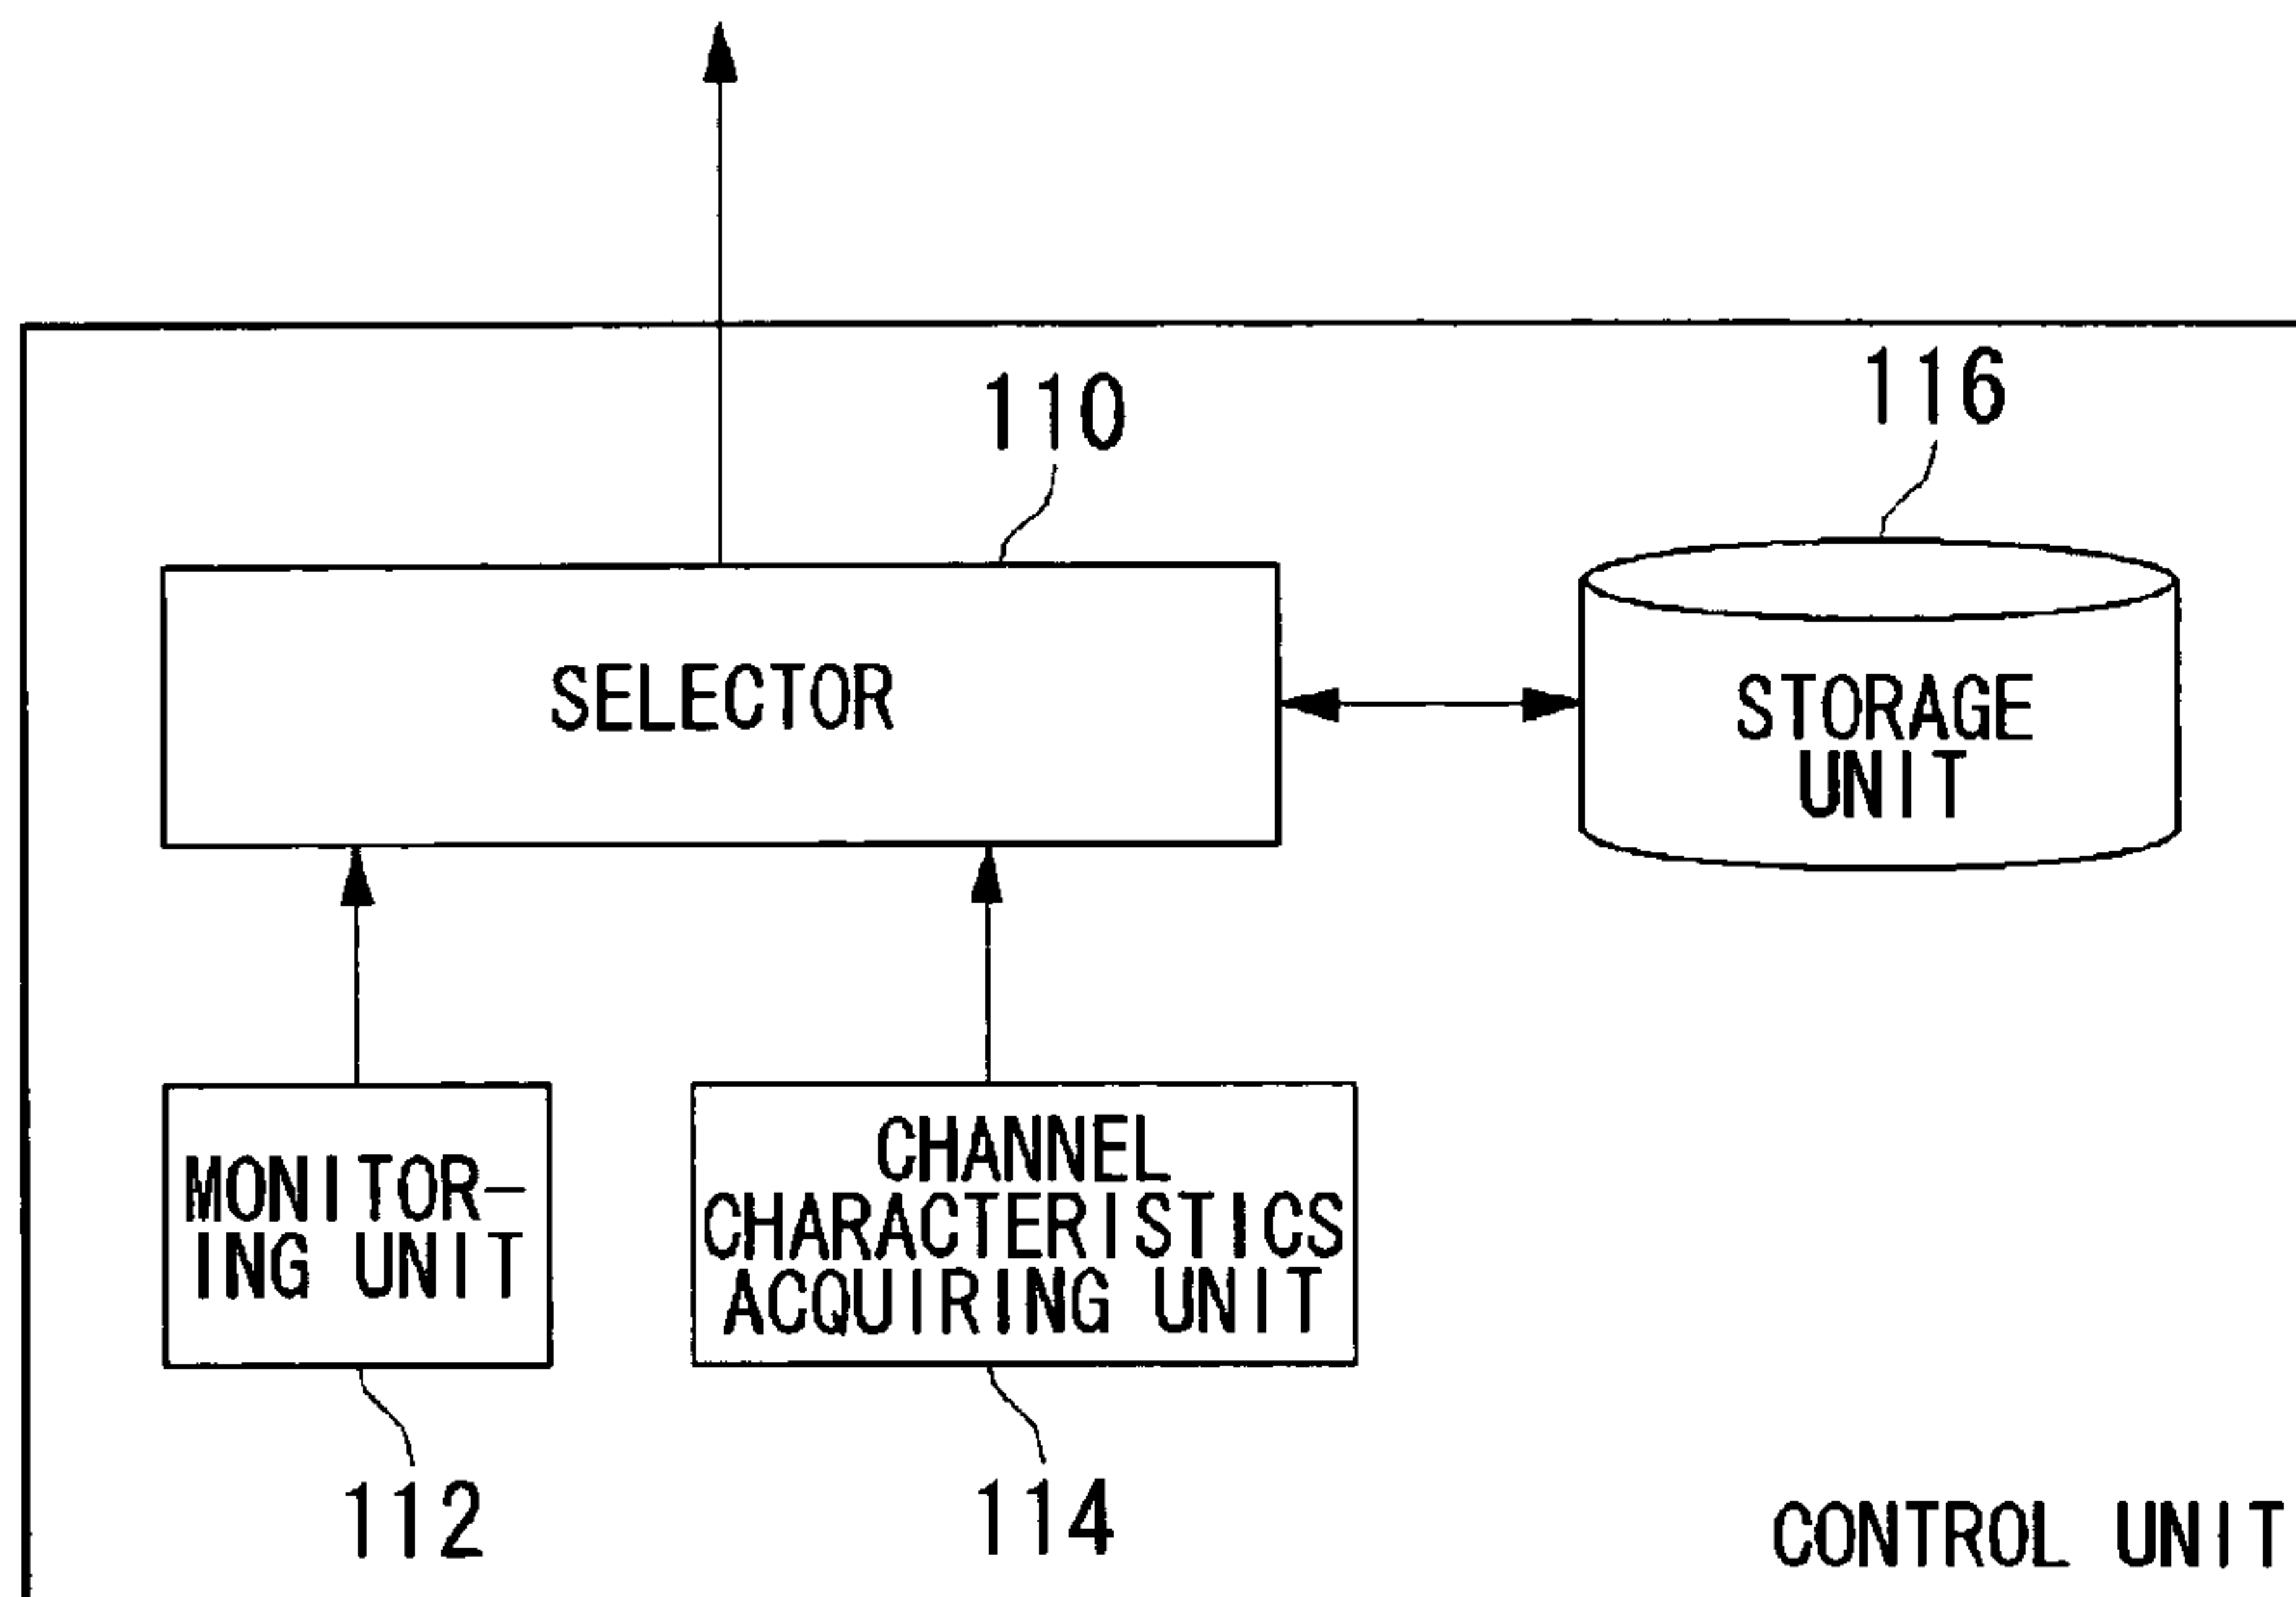 110
116
SELECTOR
STORAGE
UNIT
MONITOR-
ING UNIT
CHANNEL
CHARACTERISTICS
ACQUIRING UNIT
112
114
CONTROL UNIT